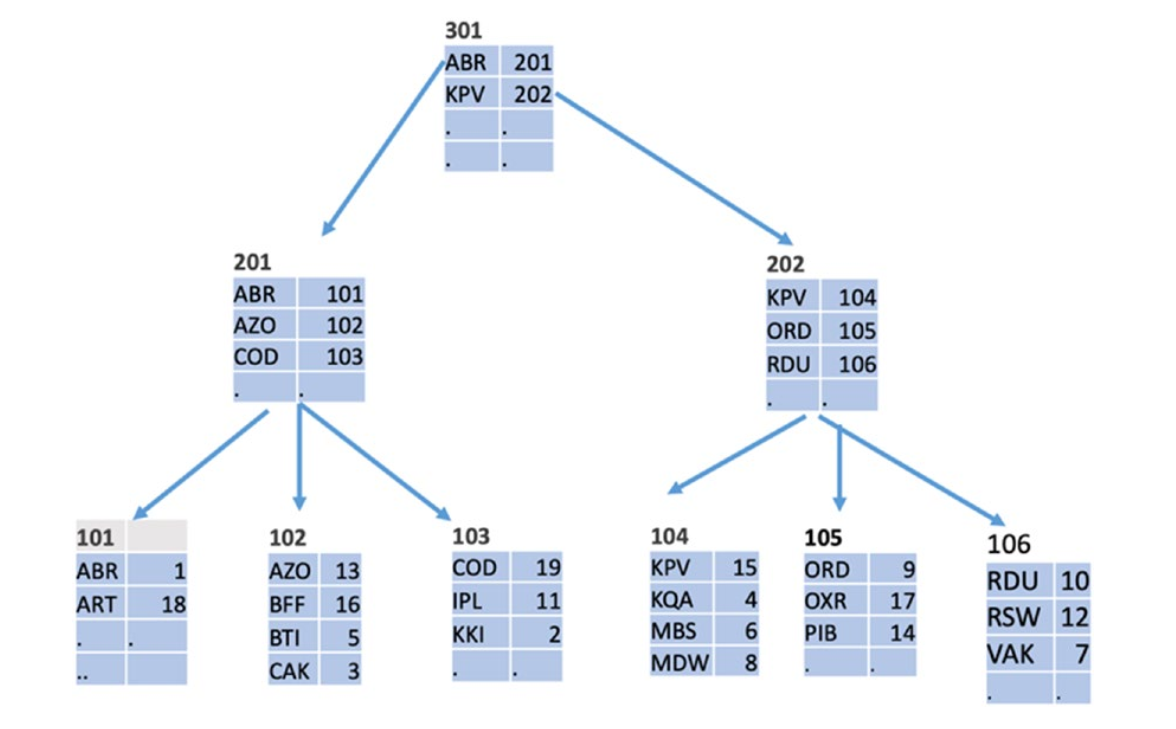 301
ABR 201
KPV 202
. .
. .
201
ABR 101
AZO 102
COD 103
. .
202
KPV 104
ORD 105
RDU 106
. .
101
ABR 1
ART 18
. .
..
102
AZO 13
BFF 16
BTI 5
CAK 3
103
COD 19
IPL 11
KKI 2
. .
104
KPV 15
KQA 4
MBS 6
MDW 8
105
ORD 9
OXR 17
PIB 14
. .
106
RDU 10
RSW 12
VAK 7
. .